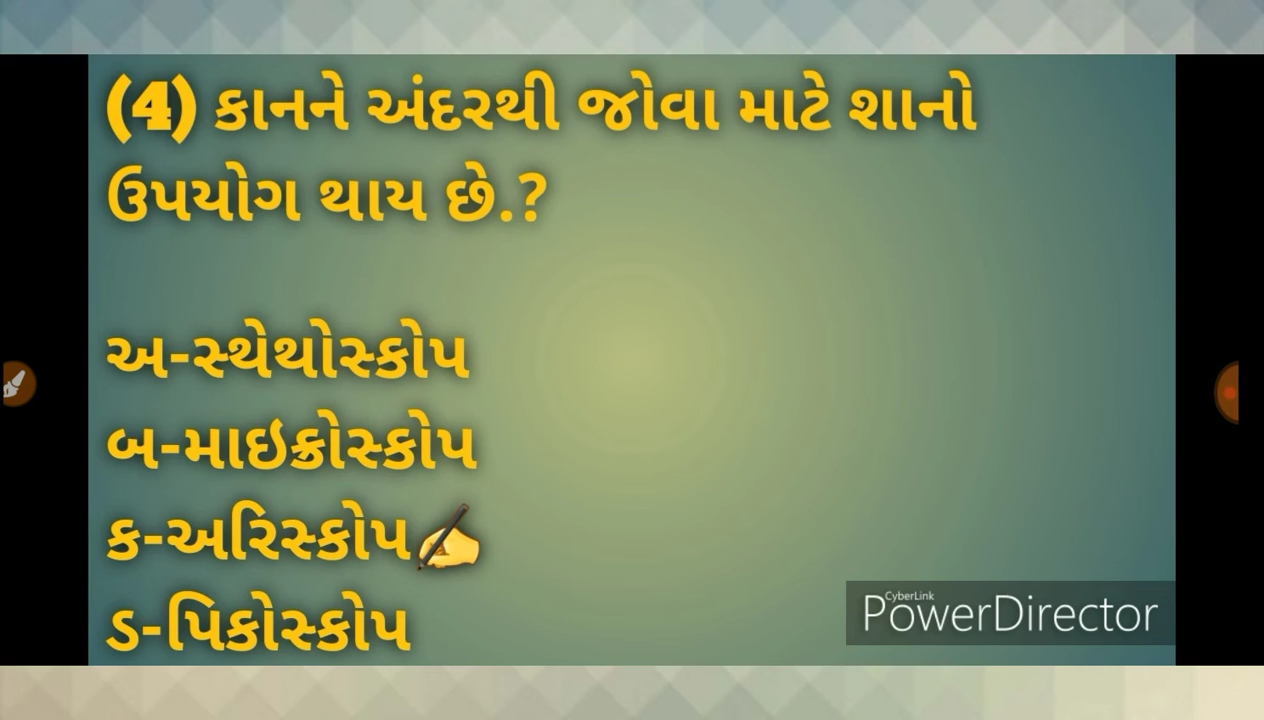 (4) કાનને અંદરથી જોવા માટે શાનો
ઉપયોગ થાય છે.?
અ-સ્થેથોસ્કોપ
બ-માઇક્રોસ્કોપ
ક-અરિસ્કોપ✍
ડ-પિકોસ્કોપ
CyberLink
PowerDirector